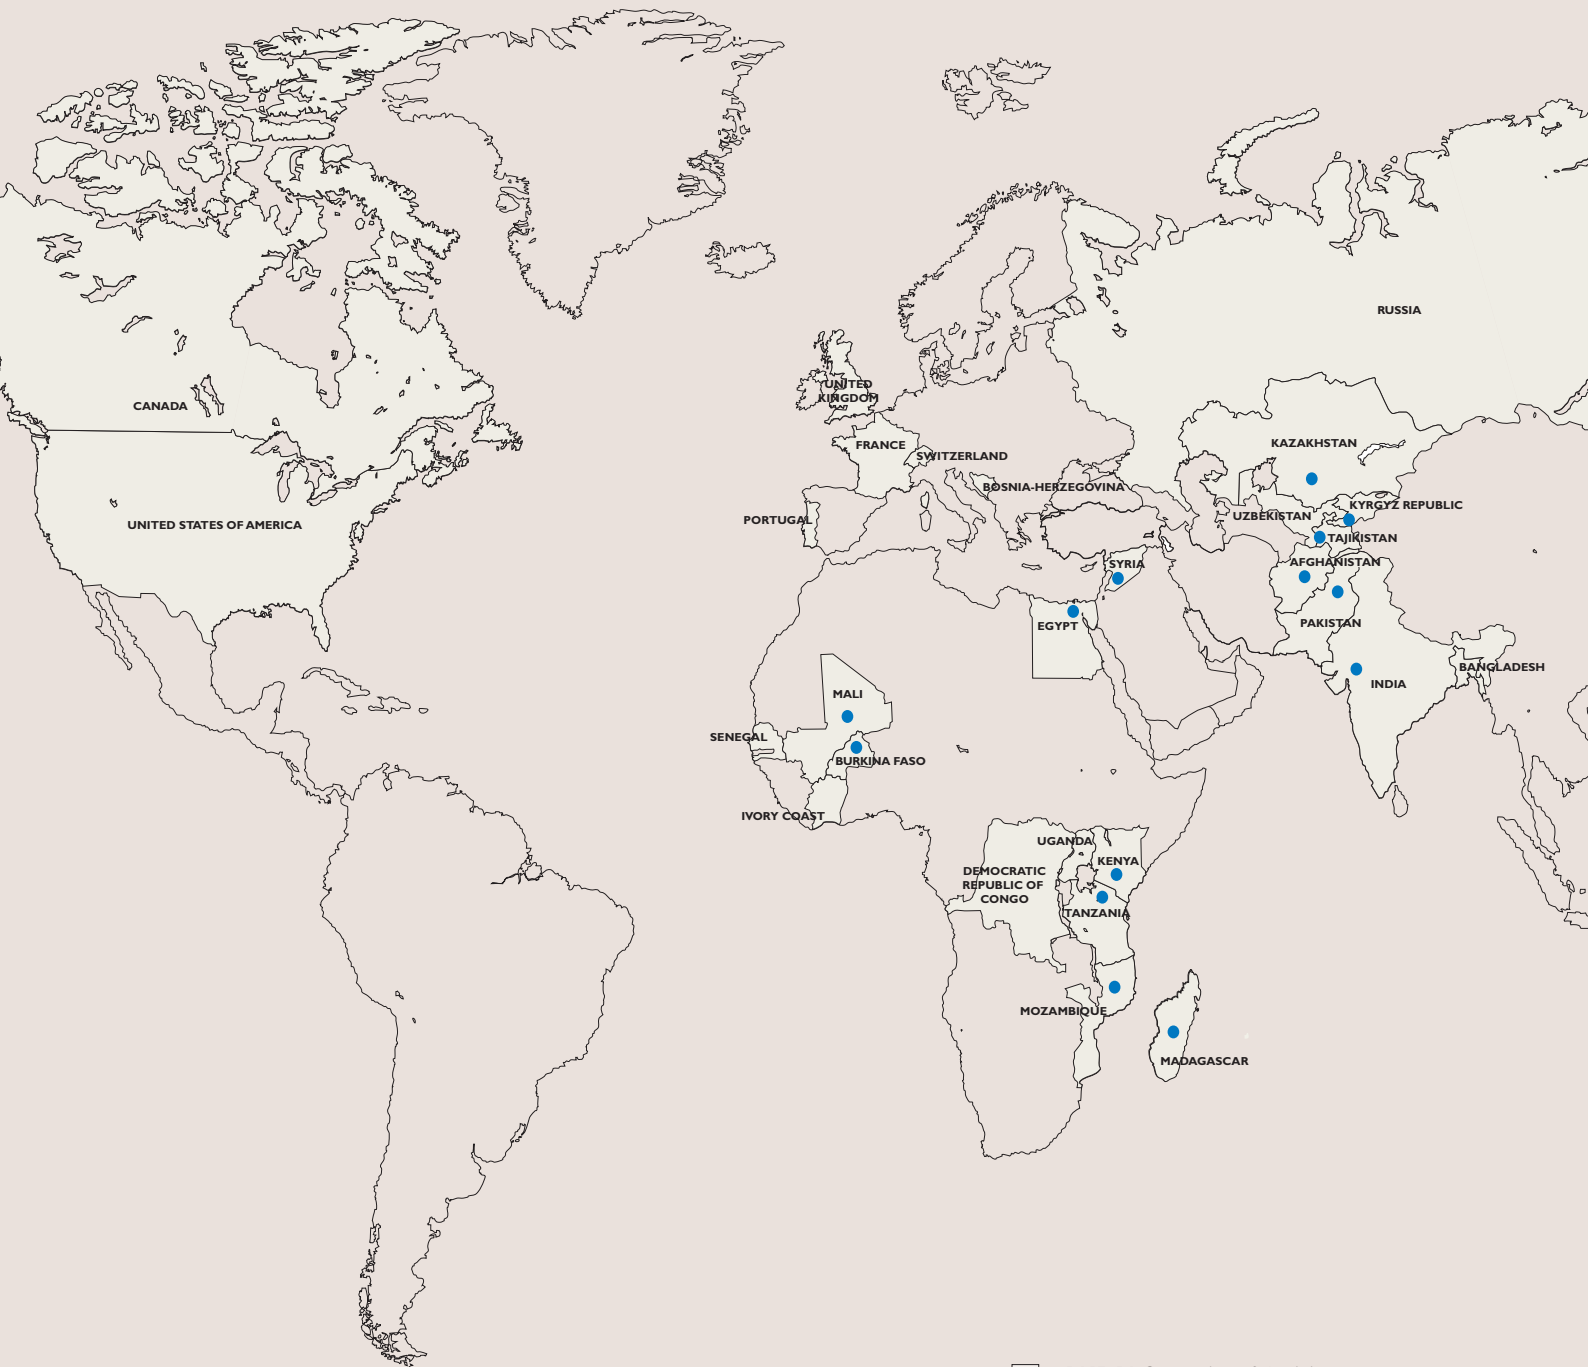 RUSSIA
UNITED
KINGDOM
CANADA
FRANCE
SWITZERLAND
KAZAKHSTAN
BOSNIA-HERZEGOVINA
KYRGYZ REPUBLIC
UZBEKISTAN
PORTUGAL
UNITED STATES OF AMERICA
TAJIKISTAN
SYRIA
AFGHANISTAN
EGYPT
PAKISTAN
BANGLADESH
INDIA
MALI
SENEGAL
BURKINA FASO
IVORY COAST
UGANDA
KENYA
DEMOCRATIC
REPUBLIC OF
CONGO
TANZANIA
MOZAMBIQUE
MADAGASCAR